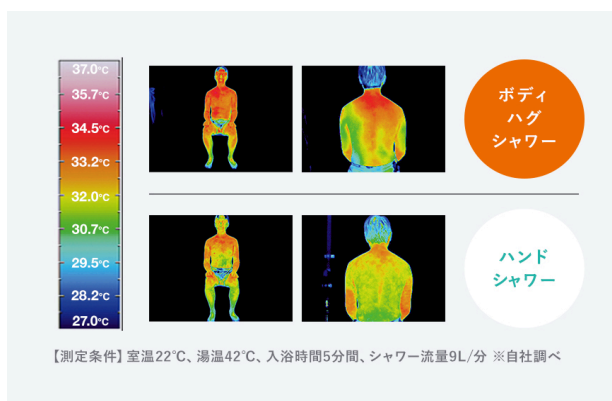 37.0℃
35.7℃
34.5℃
33.2℃
32.0℃
30.7℃
29.5℃
28.2℃
27.0℃
ボディ
ハグ
シャワー
ハンド
シャワー
【測定条件】室温22℃、湯温42℃、入浴時間5分間、シャワー流量9L/分 ※自社調べ